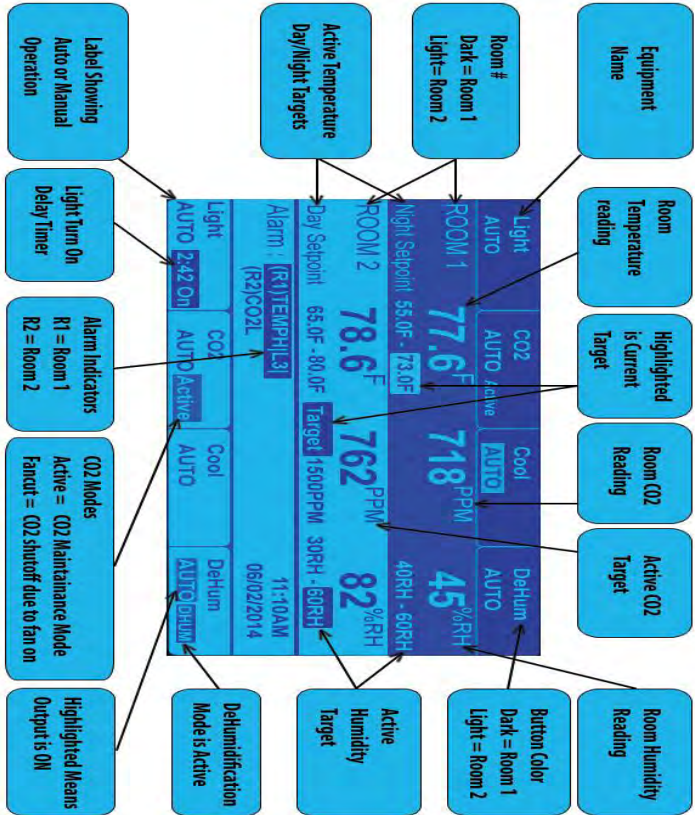 Equipment
Name
Room
Temperature
reading
Highlighted
is Current
Target
Room CO2
Reading
Active CO2
Target
Button Color
Dark = Room 1
Light = Room 2
Room Humidity
Reading
Room #
Dark = Room 1
Light= Room 2
Active Temperature
Day/Night Targets
Label Showing
Auto or Manual
Operation
Light
AUTO
CO2
AUTO Active
Cool
AUTO
DeHum
AUTO
ROOM 1 77.6F 718PPM 45%RH
Night Setpoint 55.0F - 73.0F 40RH - 60RH
ROOM 2 78.6F 762PPM 82%RH
Day Setpoint 65.0F -80.0F Target 1500PPM 30RH - 60RH
Alarm : (R1)TEMPH(L3) 11:10AM
(R2)CO2L 06/02/2014
Light
AUTO 2:42 On
CO2
AUTO Active
Cool
AUTO
DeHum
AUTO DHUM
Active
Humidity
Target
DeHumidification
Mode is Active
Light Turn On
Delay Timer
Alarm Indicators
R1 = Room 1
R2 = Room 2
CO2 Modes
Active = CO2 Maintainance Mode
Fancut = CO2 shutoff due to fan on
Highlighted Means
Output is ON